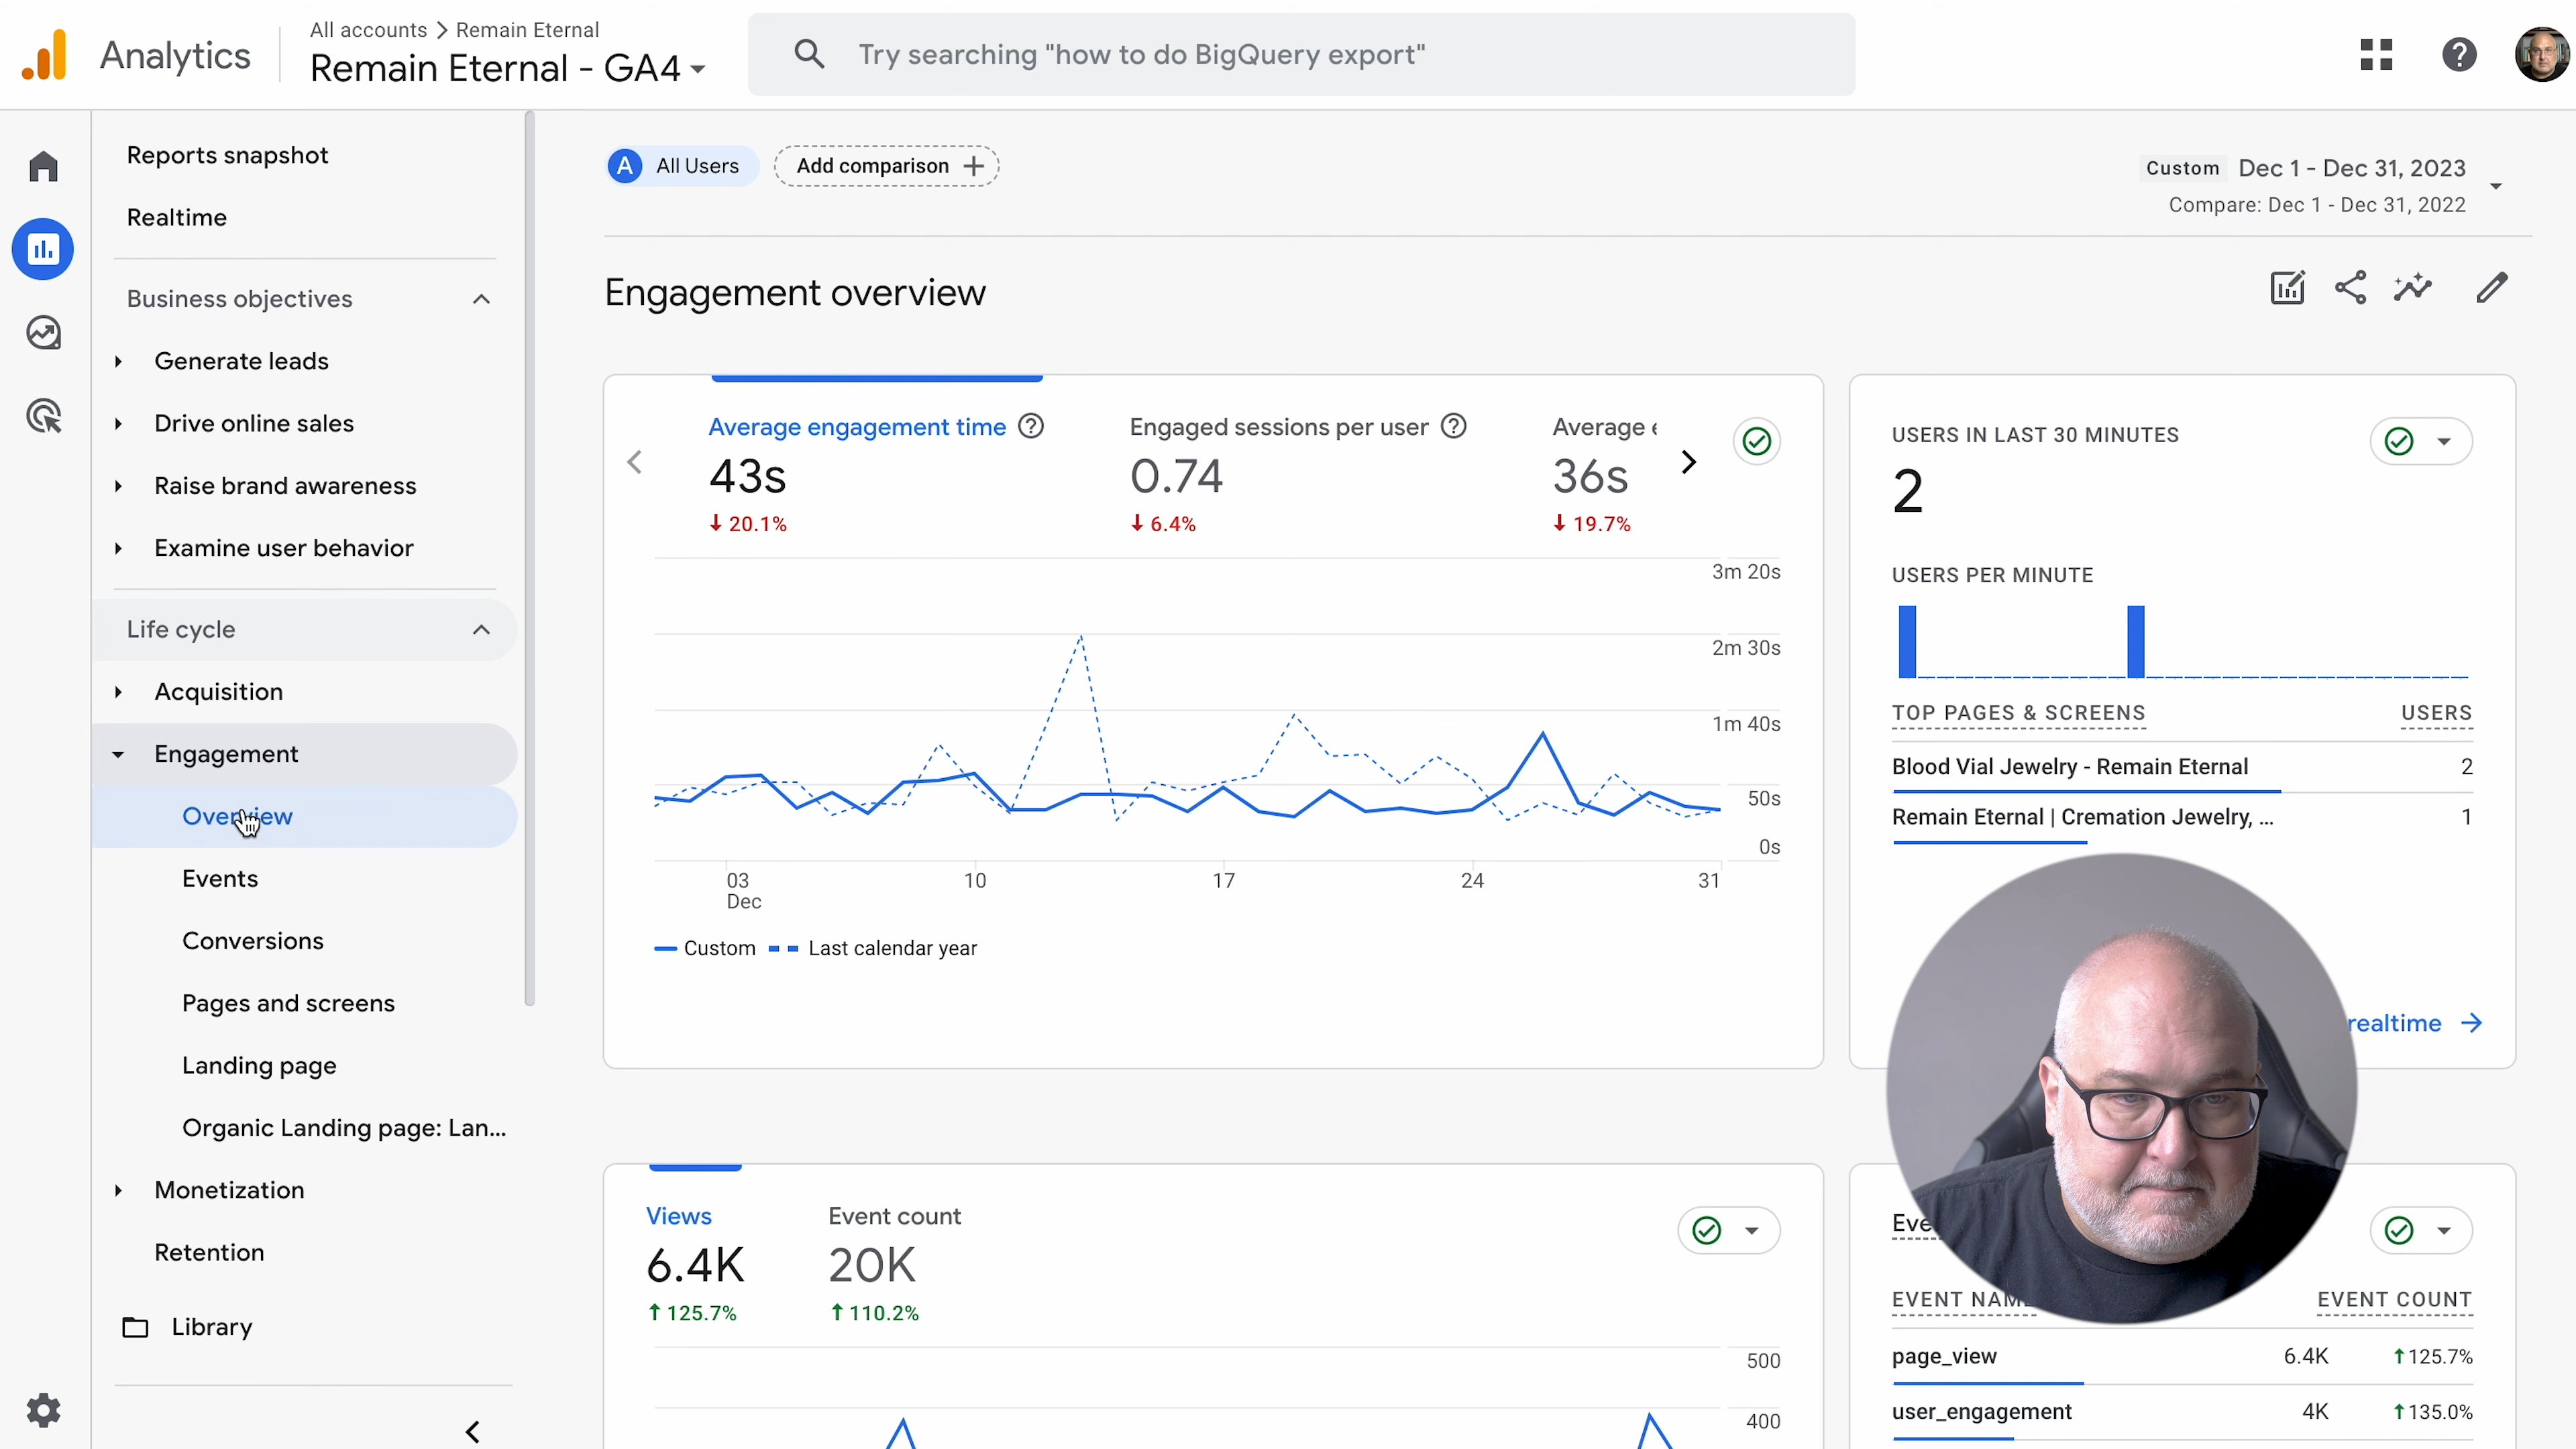 Analytics
All accounts > Remain Eternal
Remain Eternal - GA4
Try searching "how to do BigQuery export"
Reports snapshot
Realtime
Business objectives
Generate leads
Drive online sales
Raise brand awareness
Examine user behavior
Life cycle
Acquisition
Engagement
Overview
Events
Conversions
Pages and screens
Landing page
Organic Landing page: Lan...
Monetization
Retention
Library
A All Users
Add comparison +
Custom Dec 1 - Dec 31, 2023
Compare: Dec 1 - Dec 31, 2022
Engagement overview
Average engagement time
43s
20.1%
Engaged sessions per user
0.74
6.4%
Average
36s
19.7%
3m 20s
2m 30s
1m 40s
50s
0s
03 Dec
10
17
24
31
Custom
Last calendar year
USERS IN LAST 30 MINUTES
2
USERS PER MINUTE
TOP PAGES & SCREENS USERS
Blood Vial Jewelry - Remain Eternal 2
Remain Eternal | Cremation Jewelry, ... 1
realtime
Views
6.4K
125.7%
Event count
20K
110.2%
500
400
EVENT COUNT
page_view 6.4K 125.7%
user_engagement 4K 135.0%